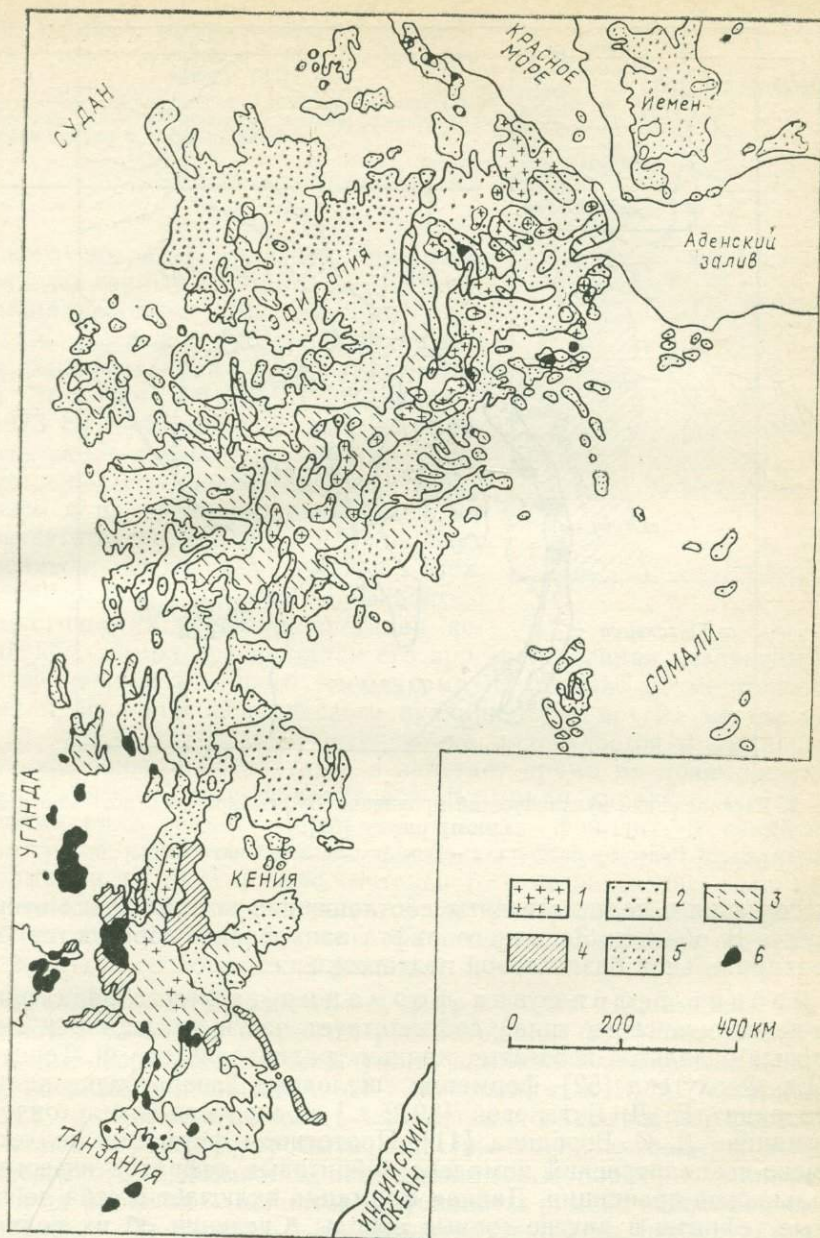 СУДАН
КРАСНОЕ
МОРЕ
Йемен
Аденский
залив
ЭФИОПИЯ
СОМАЛИ
УГАНДА
КЕНИЯ
ТАНЗАНИЯ
ИНДИЙСКИЙ
ОКЕАН
1 2 3
4 5 6
0 200 400 КМ